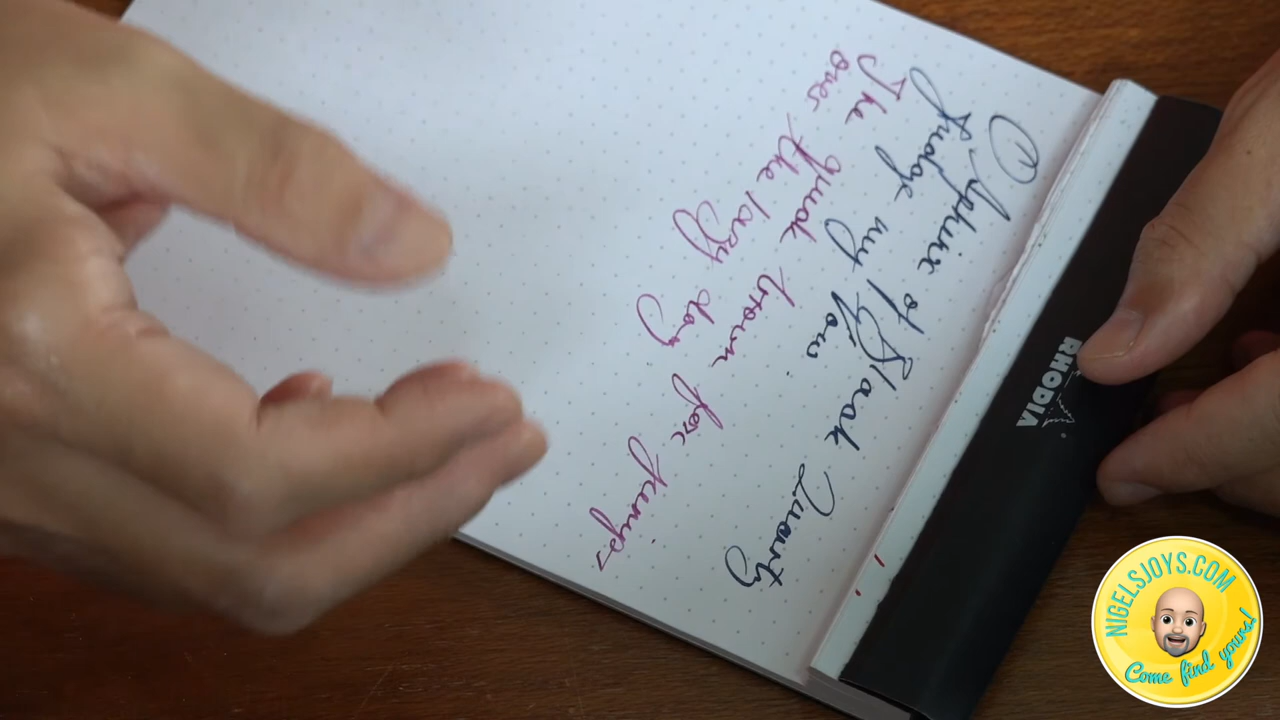 O Sphinx of Black Quartz
Judge my Vow.
The quick brown fox jumps
over the lazy dog
RHODIA
NIGELSJOYS.COM
Come find yours!